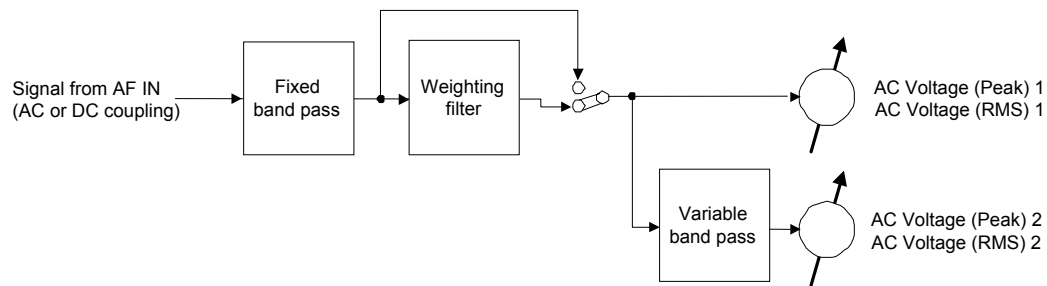 Signal from AF IN
(AC or DC coupling)
Fixed
band pass
Weighting
filter
AC Voltage (Peak) 1
AC Voltage (RMS) 1
Variable
band pass
AC Voltage (Peak) 2
AC Voltage (RMS) 2